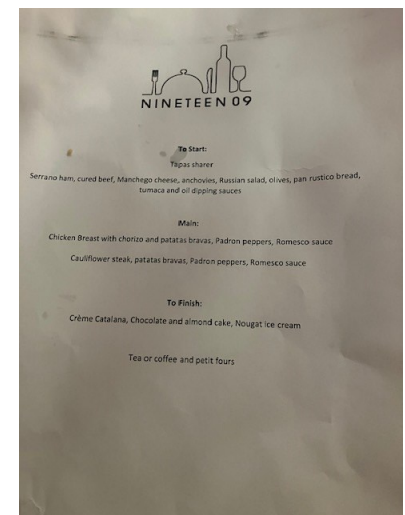 NINETEEN 09
To Start:
Tapas sharer
Serrano ham, cured beef, Manchego cheese, anchovies, Russian salad, olives, pan rustico bread,
tumaca and oil dipping sauces
Main:
Chicken Breast with chorizo and patatas bravas, Padron peppers, Romesco sauce
Cauliflower steak, patatas bravas, Padron peppers, Romesco sauce
To Finish:
Crème Catalana, Chocolate and almond cake, Nougat Ice cream
Tea or coffee and petit fours